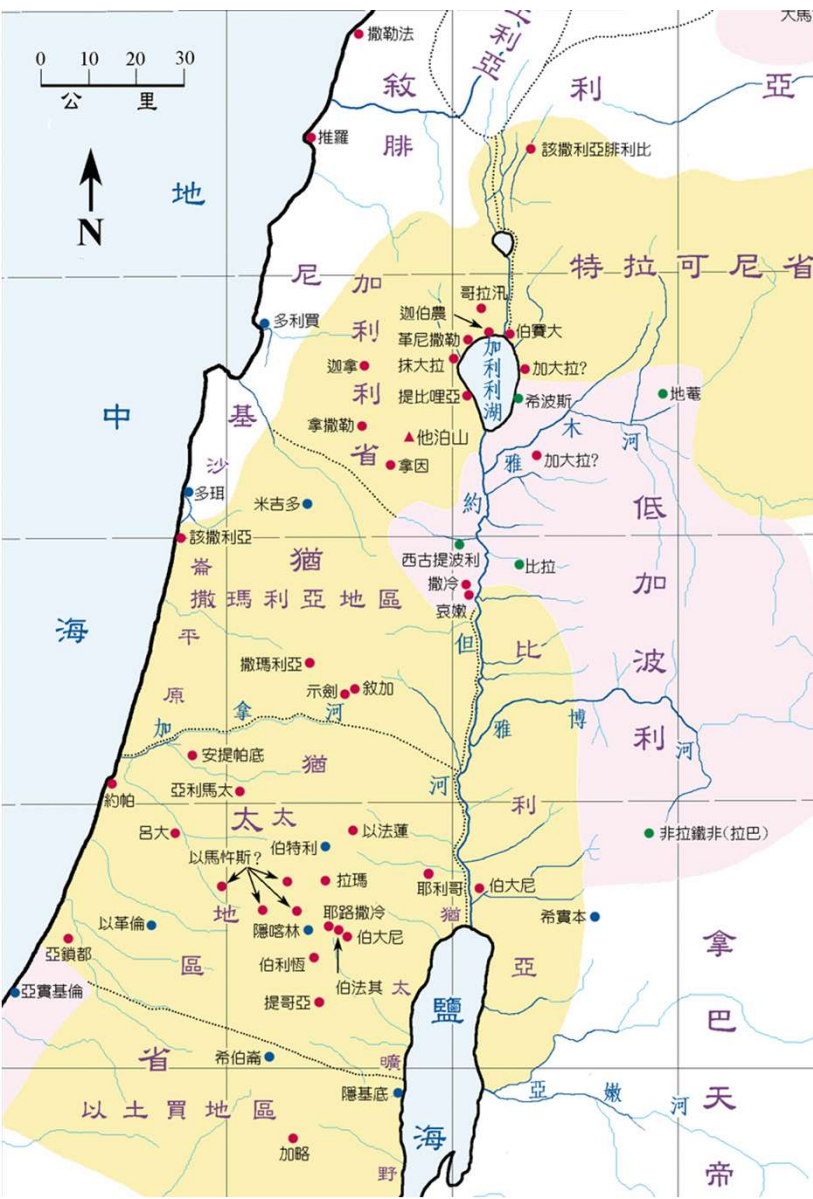 大馬
撒勒法
利亞
0 10 20 30
公里
敘利亞
推羅
腓尼基
該撒利亞腓利比
地中海
N
特拉可尼省
加利利省
哥拉汛
迦伯農
伯賽大
多利買
革尼撒勒
加利利湖
迦拿
抹大拉
加大拉?
提比哩亞
希波斯
地菴
拿撒勒
他泊山
雅木河
沙崙平原
拿因
加大拉?
多珥
米吉多
約但河
低加波利
該撒利亞
猶太省
西古提波利
比拉
撒冷
哀嫩
撒瑪利亞地區
比利亞
撒瑪利亞
示劍
敘加
加拿河
雅博河
安提帕底
猶太地區
約帕
亞利馬太
呂大
以法蓮
非拉鐵非(拉巴)
伯特利
以馬忤斯?
拉瑪
耶利哥
伯大尼
猶太曠野
以革倫
隱喀林
耶路撒冷
希實本
亞鎖都
伯大尼
拿巴天帝
伯利恆
伯法其
亞實基倫
提哥亞
鹽海
希伯崙
隱基底
亞嫩河
以土買地區
加略